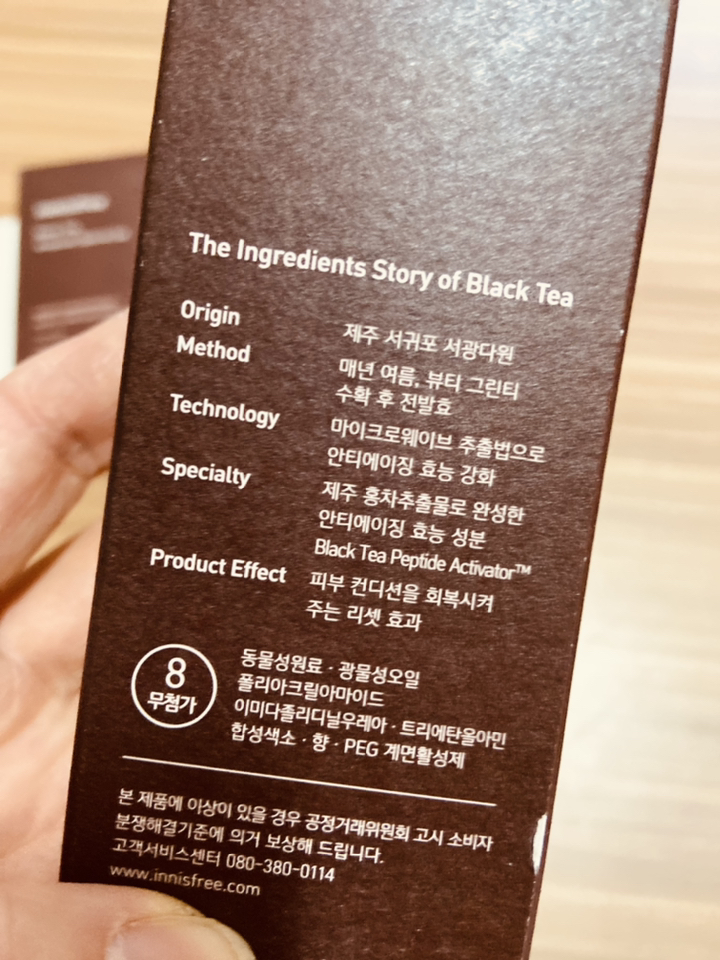 The Ingredients Story of Black Tea
Origin 제주 서귀포 서광다원
Method 매년 여름, 뷰티 그린티
수확 후 전발효
Technology 마이크로웨이브 추출법으로
안티에이징 효능 강화
Specialty 제주 홍차추출물로 완성한
안티에이징 효능 성분
Black Tea Peptide Activator™
Product Effect 피부 컨디션을 회복시켜
주는 리셋 효과
8
무첨가
동물성원료 · 광물성오일
폴리아크릴아마이드
이미다졸리디닐우레아 · 트리에탄올아민
합성색소 · 향 · PEG 계면활성제
본 제품에 이상이 있을 경우 공정거래위원회 고시 소비자
분쟁해결기준에 의거 보상해 드립니다.
고객서비스센터 080-380-0114
www.innisfree.com